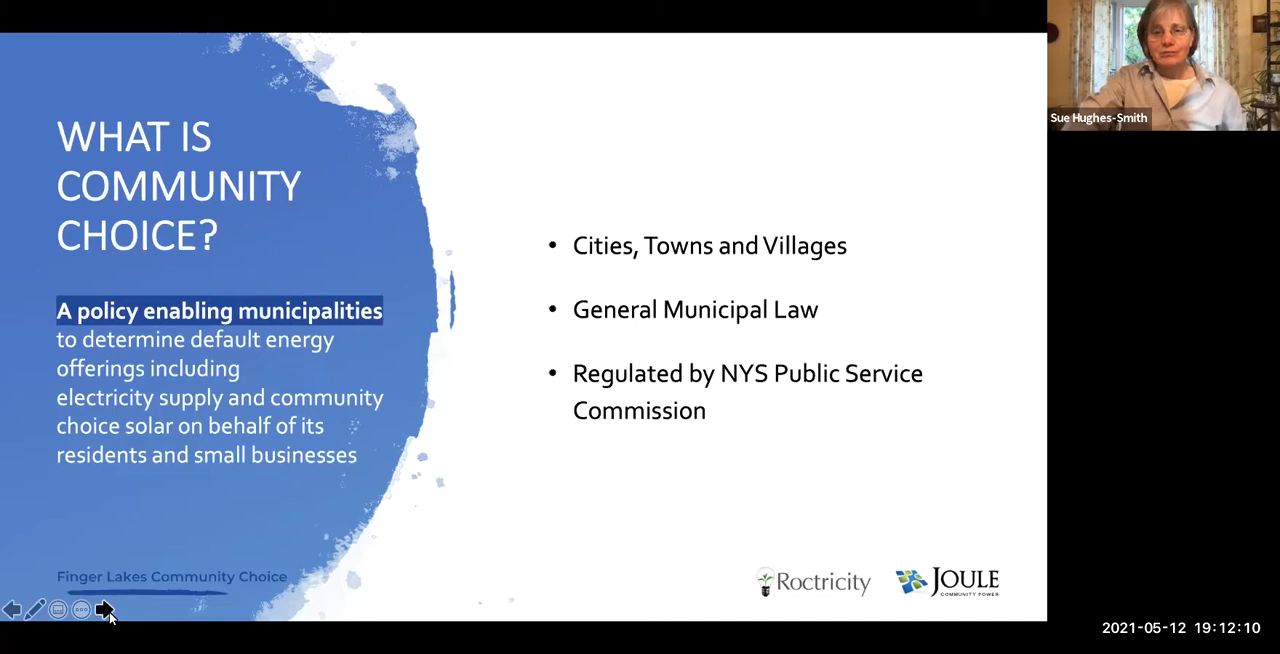 WHAT IS
COMMUNITY
CHOICE?
A policy enabling municipalities
to determine default energy
offerings including
electricity supply and community
choice solar on behalf of its
residents and small businesses
Finger Lakes Community Choice
• Cities, Towns and Villages
• General Municipal Law
• Regulated by NYS Public Service
Commission
Roctricity
JOULE
COMMUNITY POWER
Sue Hughes-Smith
2021-05-12 19:12:10